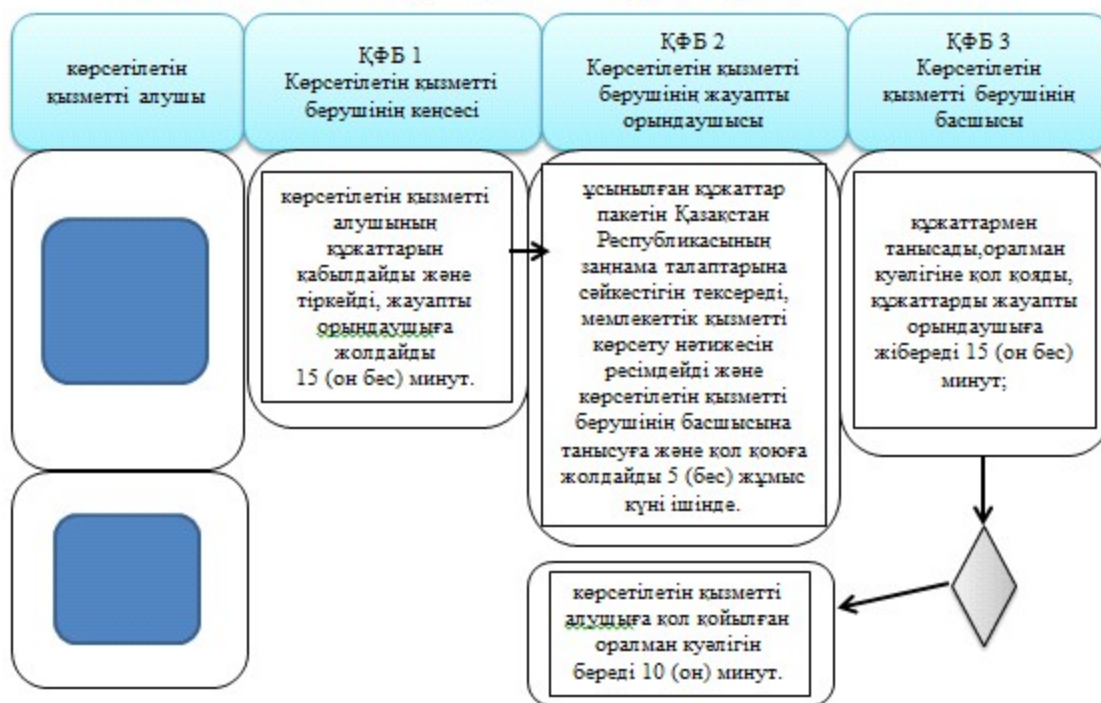 көрсетілетін
қызметті алушы
ҚФБ 1
Көрсетілетін қызметті
берушінің кеңсесі
ҚФБ 2
Көрсетілетін қызметті
берушінің жауапты
орындаушысы
ҚФБ 3
Көрсетілетін
қызметті берушінің
басшысы
көрсетілетін қызметті
алушының
құжаттарын
қабылдайды және
тіркейді, жауапты
орындаушыға
жолдайды
15 (он бес) минут.
ұсынылған құжаттар
пакетін Қазақстан
Республикасының
заңнама талаптарына
сәйкестігін тексереді,
мемлекеттік қызметті
көрсету нәтижесін
ресімдейді және
көрсетілетін қызметті
берушінің басшысына
танысуға және қол қоюға
жолдайды 5 (бес) жұмыс
күні ішінде.
құжаттармен
танысады,оралман
куәлігіне қол қояды,
құжаттарды жауапты
орындаушыға
жібереді 15 (он бес)
минут;
көрсетілетін қызметті
алушыға қол қойылған
оралман куәлігін
береді 10 (он) минут.